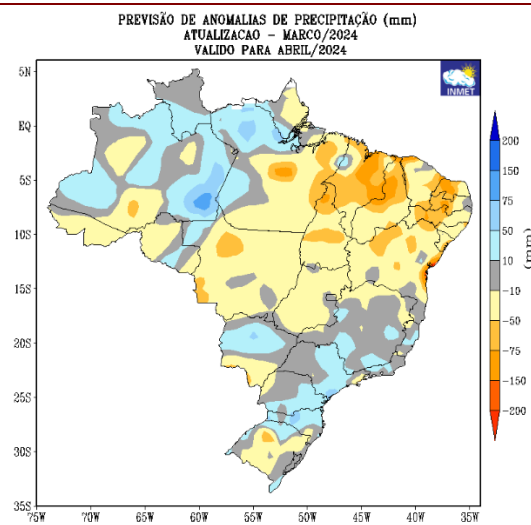 PREVISÃO DE ANOMALIAS DE PRECIPITAÇÃO (mm)
ATUALIZACAO - MARCO/2024
VALIDO PARA ABRIL/2024
INMET
5N
EQ
5S
10S
15S
20S
25S
30S
35S
75W
70W
65W
60W
55W
50W
45W
40W
35W
200
150
75
50
10
-10
-50
-75
-150
-200
(mm)